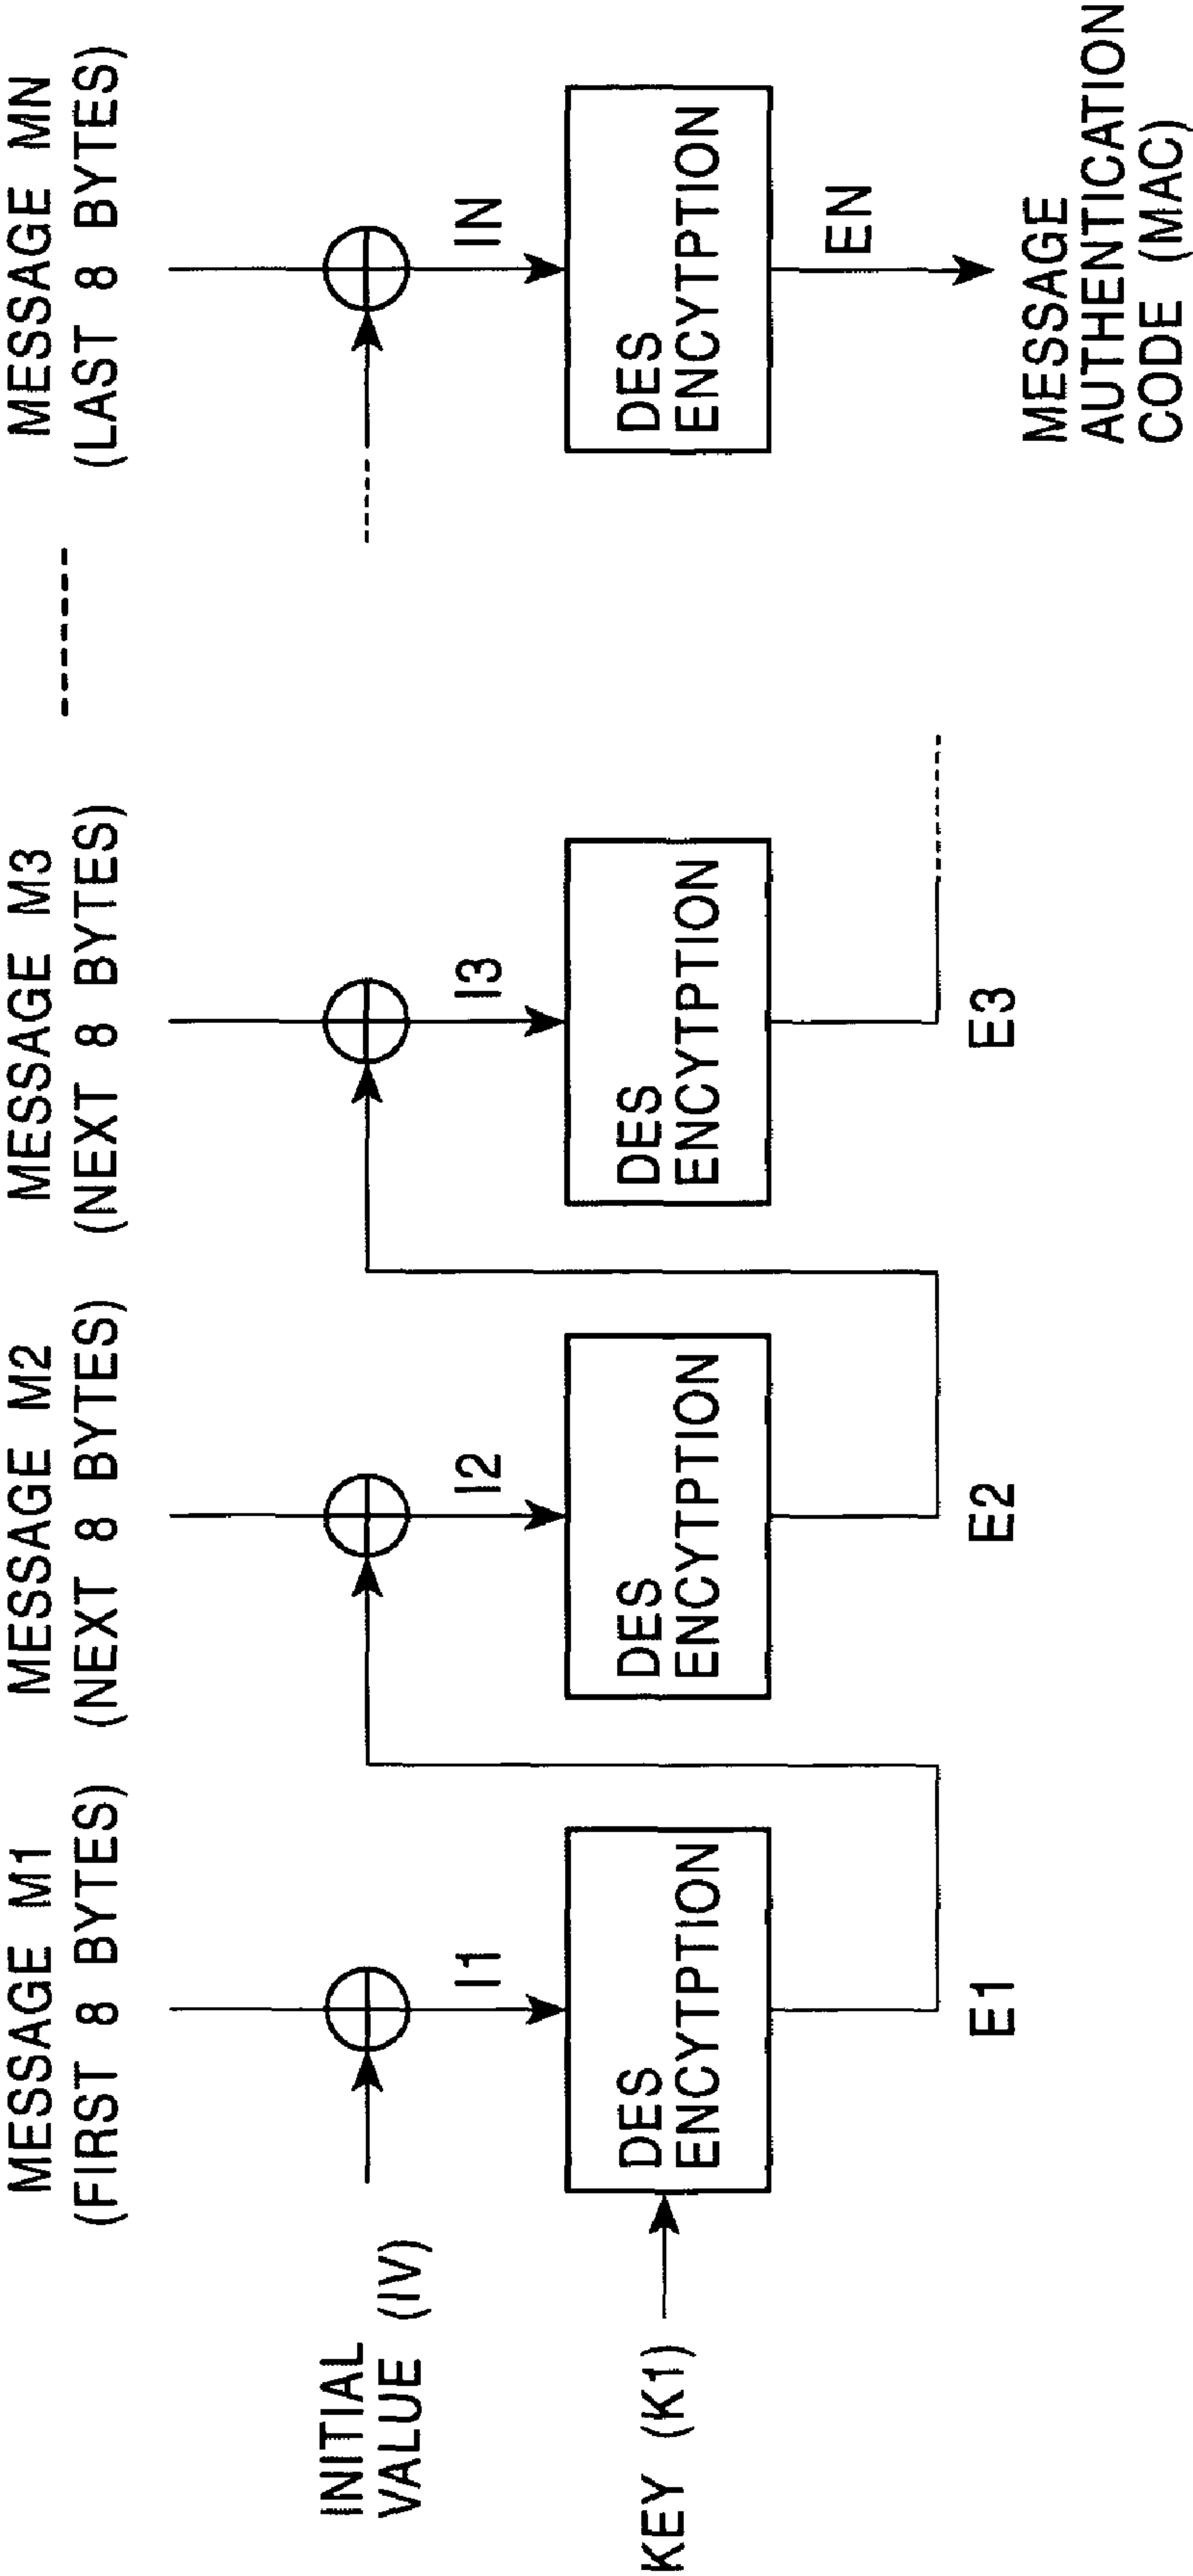 MESSAGE M1
(FIRST 8 BYTES)
MESSAGE M2
(NEXT 8 BYTES)
MESSAGE M3
(NEXT 8 BYTES)
MESSAGE MN
(LAST 8 BYTES)
INITIAL
VALUE (IV)
I1
I2
I3
IN
KEY (K1)
DES
ENCYTPTION
DES
ENCYTPTION
DES
ENCYTPTION
DES
ENCYTPTION
E1
E2
E3
EN
MESSAGE
AUTHENTICATION
CODE (MAC)